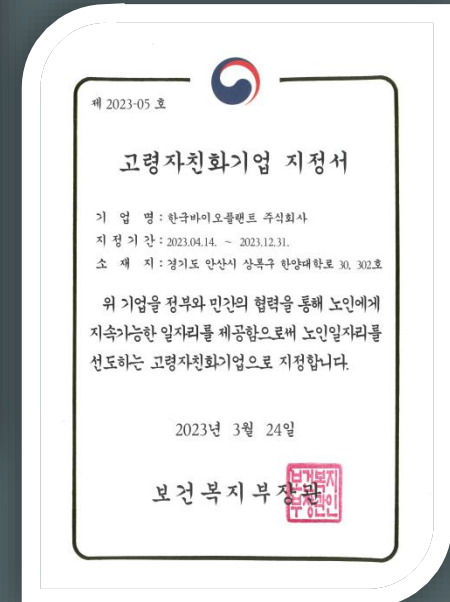 제 2023-05 호
고령자친화기업 지정서
기 업 명 : 한국바이오플랜트 주식회사
지 정 기 간 : 2023.04.14. ~ 2023.12.31.
소 재 지 : 경기도 안산시 상록구 한양대학로 30, 302호
위 기업을 정부와 민간의 협력을 통해 노인에게
지속가능한 일자리를 제공함으로써 노인일자리를
선도하는 고령자친화기업으로 지정합니다.
2023년 3월 24일
보 건 복 지 부 장 관
보건복지
부장관인